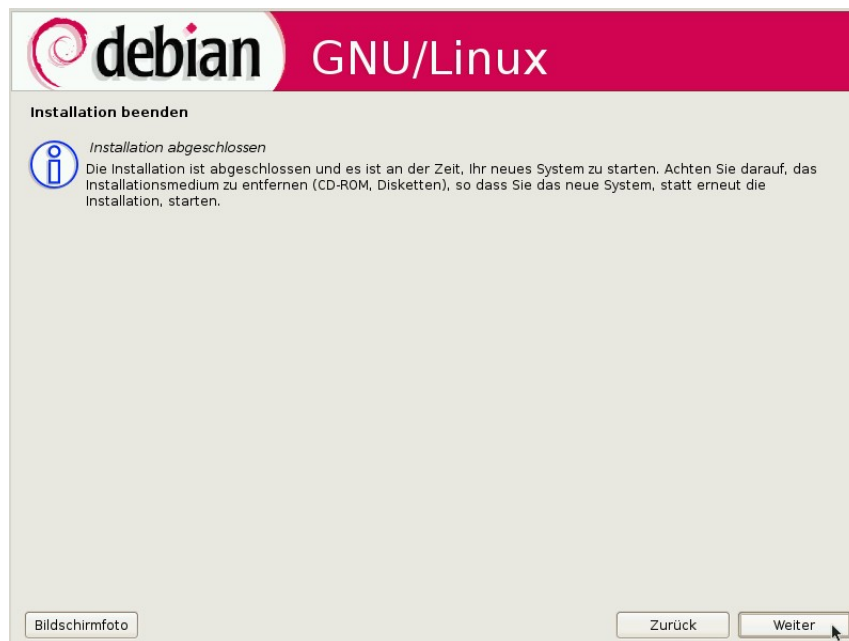 debian GNU/Linux
Installation beenden
Installation abgeschlossen
Die Installation ist abgeschlossen und es ist an der Zeit, Ihr neues System zu starten. Achten Sie darauf, das
Installationsmedium zu entfernen (CD-ROM, Disketten), so dass Sie das neue System, statt erneut die
Installation, starten.
Bildschirmfoto Zurück Weiter